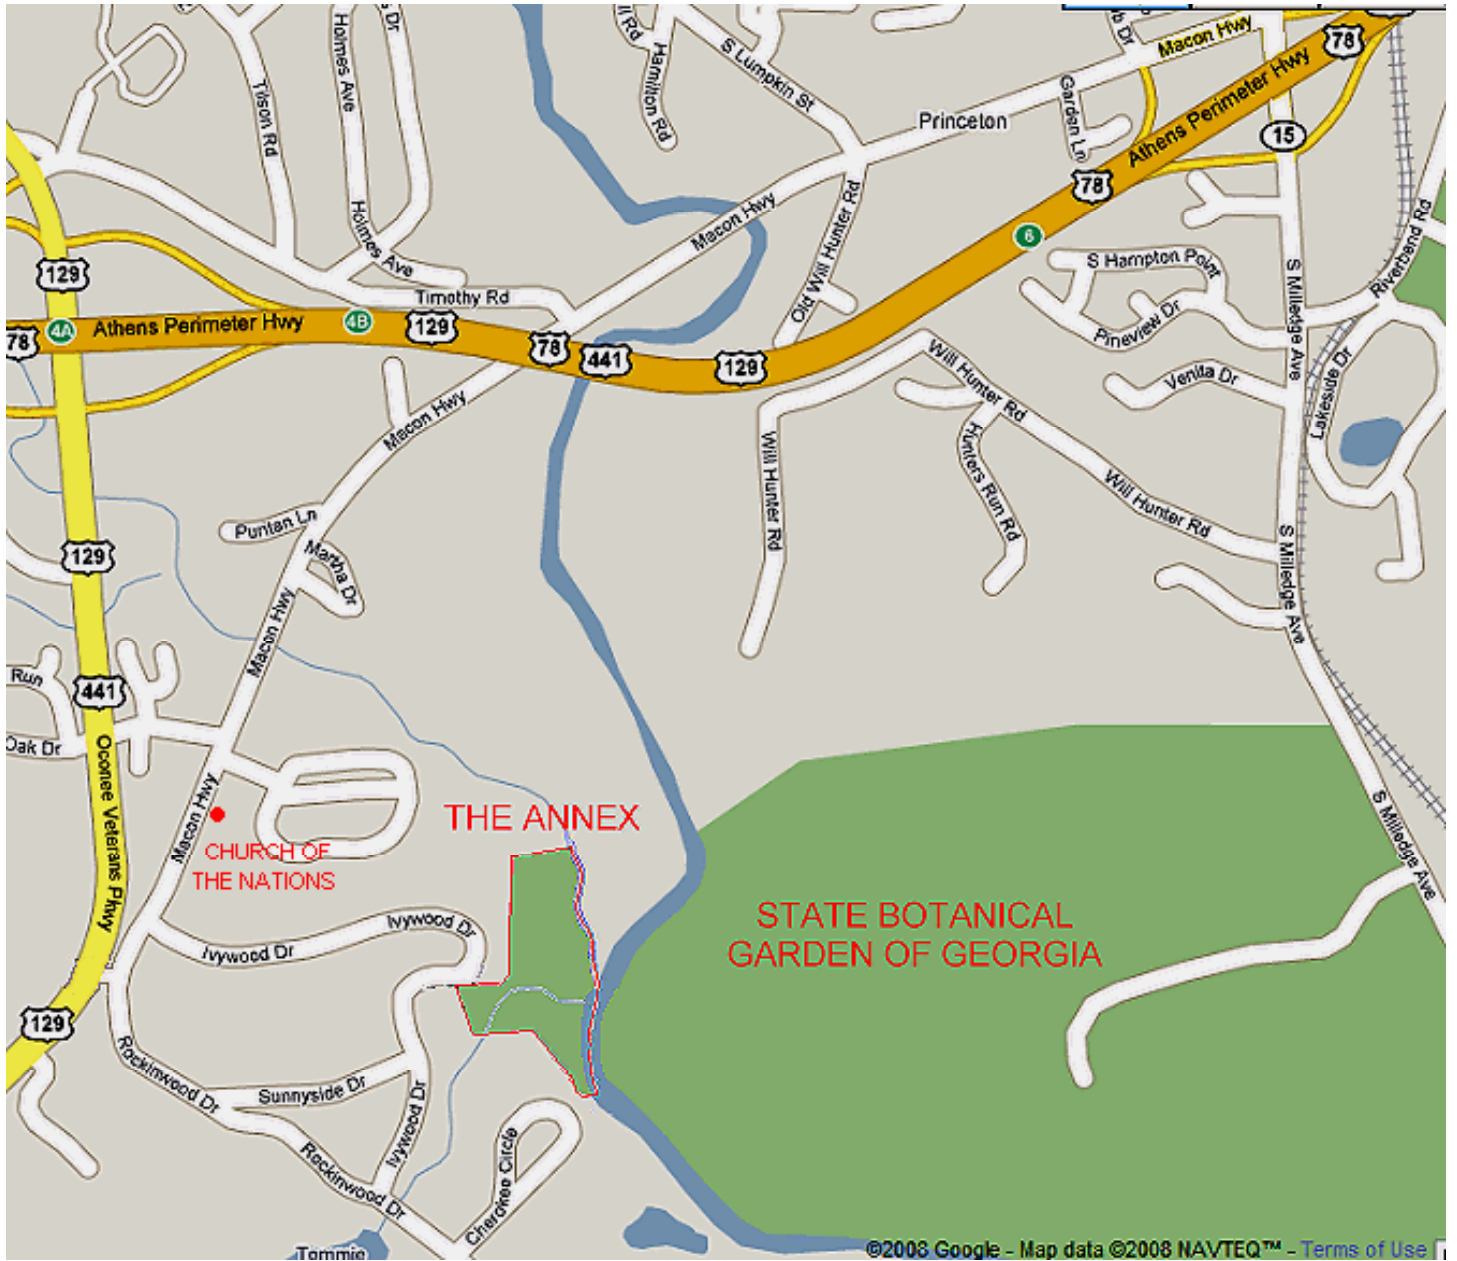 Macon Hwy
78
S Lumpkin St
Hamilton Rd
Holmes Ave
Tilson Rd
Garden Ln
Princeton
Athens Perimeter Hwy
15
78
Macon Hwy
Old Will Hunter Rd
Holmes Ave
6
S Hampton Point
Riverbend Rd
S Milledge Ave
129
Timothy Rd
Pineview Dr
78
4A
Athens Perimeter Hwy
4B
129
78
441
129
Will Hunter Rd
Venita Dr
Lakeside Dr
Macon Hwy
Will Hunter Rd
Hunters Run Rd
Will Hunter Rd
Puritan Ln
Martha Dr
129
S Milledge Ave
Macon Hwy
Run
441
Oak Dr
Oconee Veterans Pkwy
Macon Hwy
THE ANNEX
S Milledge Ave
CHURCH OF
THE NATIONS
STATE BOTANICAL
GARDEN OF GEORGIA
Ivywood Dr
Ivywood Dr
129
Rockinwood Dr
Sunnyside Dr
Ivywood Dr
Rockinwood Dr
Cherokee Circle
Tommie
©2008 Google - Map data ©2008 NAVTEQ™ - Terms of Use